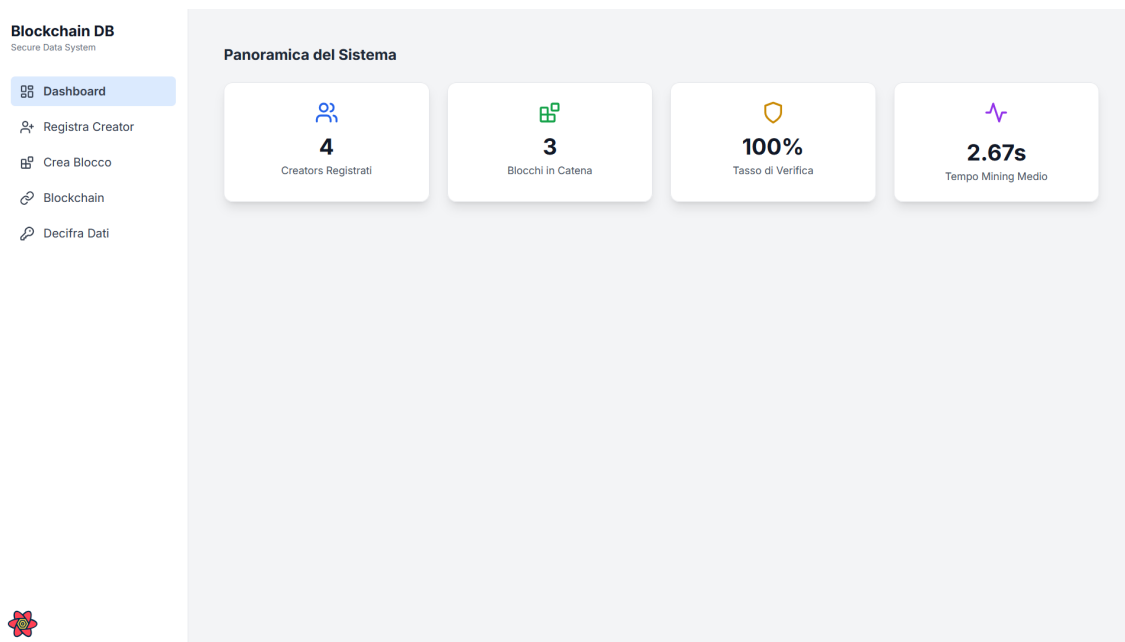 Blockchain DB
Secure Data System
Dashboard
Registra Creator
Crea Blocco
Blockchain
Decifra Dati
Panoramica del Sistema
4
Creators Registrati
3
Blocchi in Catena
100%
Tasso di Verifica
2.67s
Tempo Mining Medio